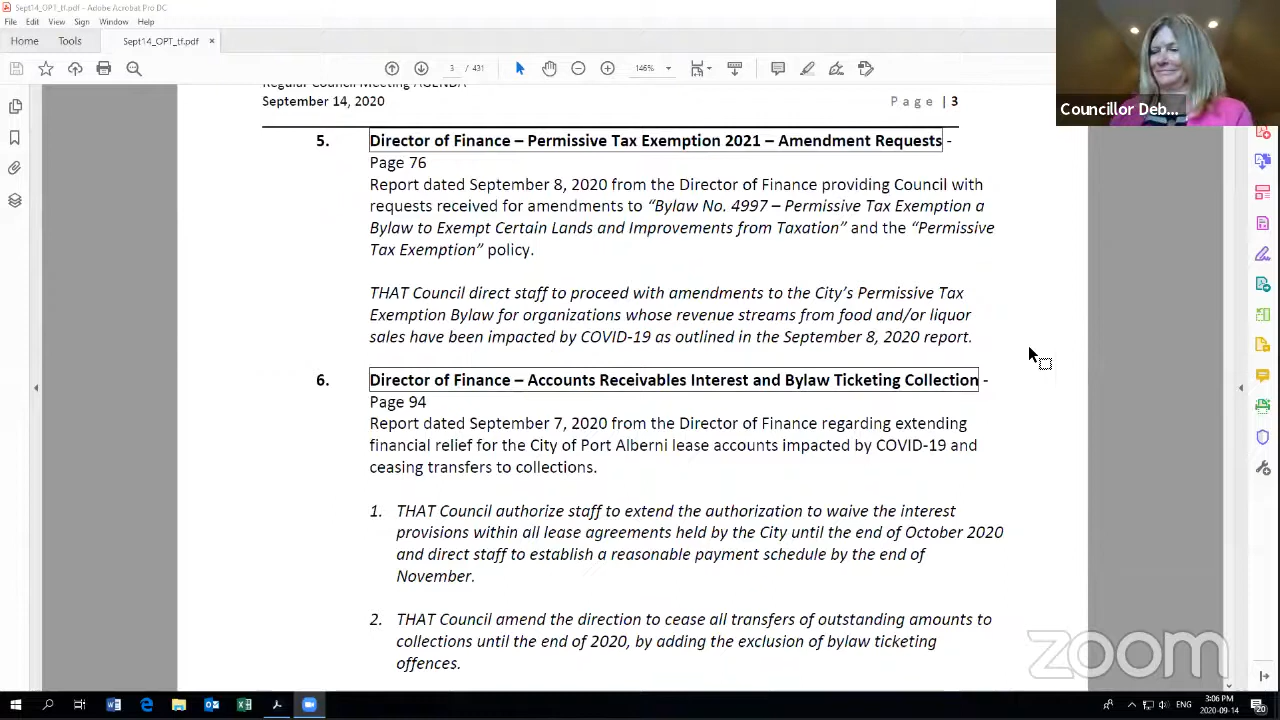 Sept14_OPT_tf.pdf - Adobe Acrobat Pro DC
File Edit View Sign Window Help
Home Tools Sept14_OPT_tf.pdf ×
3 / 431 146%
Regular Council Meeting AGENDA
September 14, 2020 Page | 3
Councillor Deb...
5. Director of Finance – Permissive Tax Exemption 2021 – Amendment Requests -
Page 76
Report dated September 8, 2020 from the Director of Finance providing Council with
requests received for amendments to “Bylaw No. 4997 – Permissive Tax Exemption a
Bylaw to Exempt Certain Lands and Improvements from Taxation” and the “Permissive
Tax Exemption” policy.
THAT Council direct staff to proceed with amendments to the City’s Permissive Tax
Exemption Bylaw for organizations whose revenue streams from food and/or liquor
sales have been impacted by COVID-19 as outlined in the September 8, 2020 report.
6. Director of Finance – Accounts Receivables Interest and Bylaw Ticketing Collection -
Page 94
Report dated September 7, 2020 from the Director of Finance regarding extending
financial relief for the City of Port Alberni lease accounts impacted by COVID-19 and
ceasing transfers to collections.
1. THAT Council authorize staff to extend the authorization to waive the interest
provisions within all lease agreements held by the City until the end of October 2020
and direct staff to establish a reasonable payment schedule by the end of
November.
2. THAT Council amend the direction to cease all transfers of outstanding amounts to
collections until the end of 2020, by adding the exclusion of bylaw ticketing
offences.
zoom
ENG
3:06 PM
2020-09-14
20